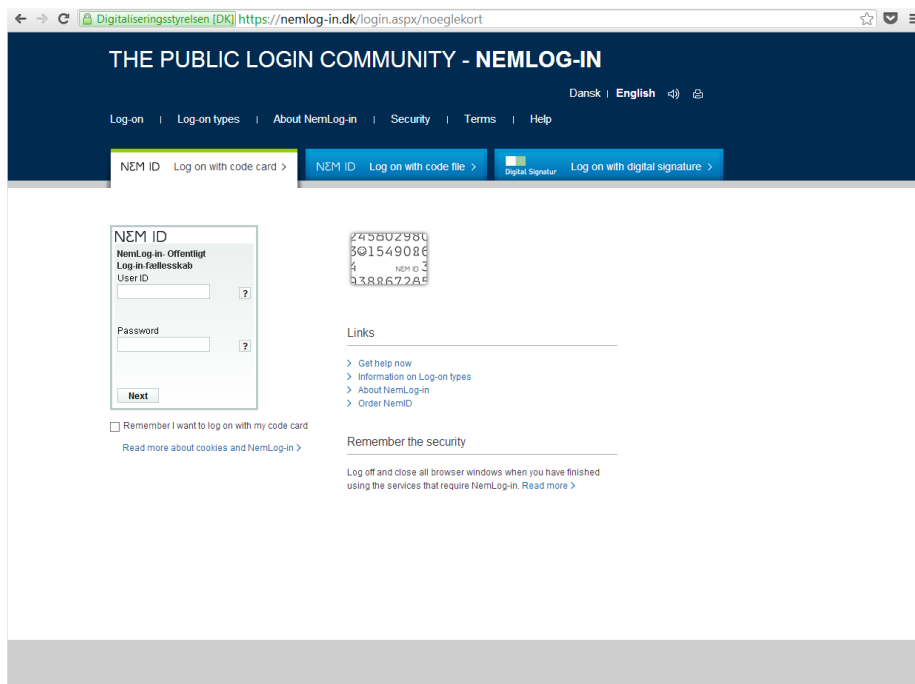 Digitaliseringsstyrelsen [DK] https://nemlog-in.dk/login.aspx/noeglekort
THE PUBLIC LOGIN COMMUNITY - NEMLOG-IN
Dansk | English
Log-on | Log-on types | About NemLog-in | Security | Terms | Help
NEM ID Log on with code card >
NEM ID Log on with code file >
Digital Signatur Log on with digital signature >
NEM ID
NemLog-in- Offentligt
Log-in-fællesskab
User ID
?
Password
?
Next
Remember I want to log on with my code card
Read more about cookies and NemLog-in >
245802980
301549086
4 NEM ID 3
9388672A5
Links
> Get help now
> Information on Log-on types
> About NemLog-in
> Order NemID
Remember the security
Log off and close all browser windows when you have finished
using the services that require NemLog-in. Read more >